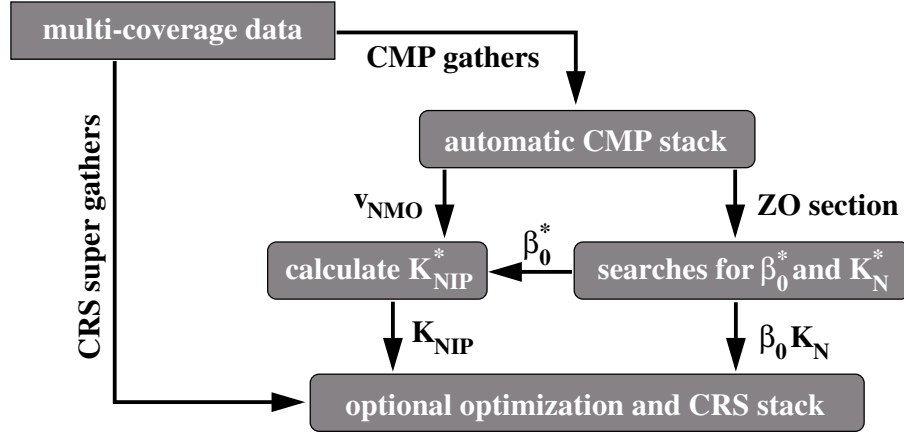 multi-coverage data
CMP gathers
CRS super gathers
automatic CMP stack
v_NMO
ZO section
calculate K*_NIP
β*_0
searches for β*_0 and K*_N
K_NIP
β_0 K_N
optional optimization and CRS stack